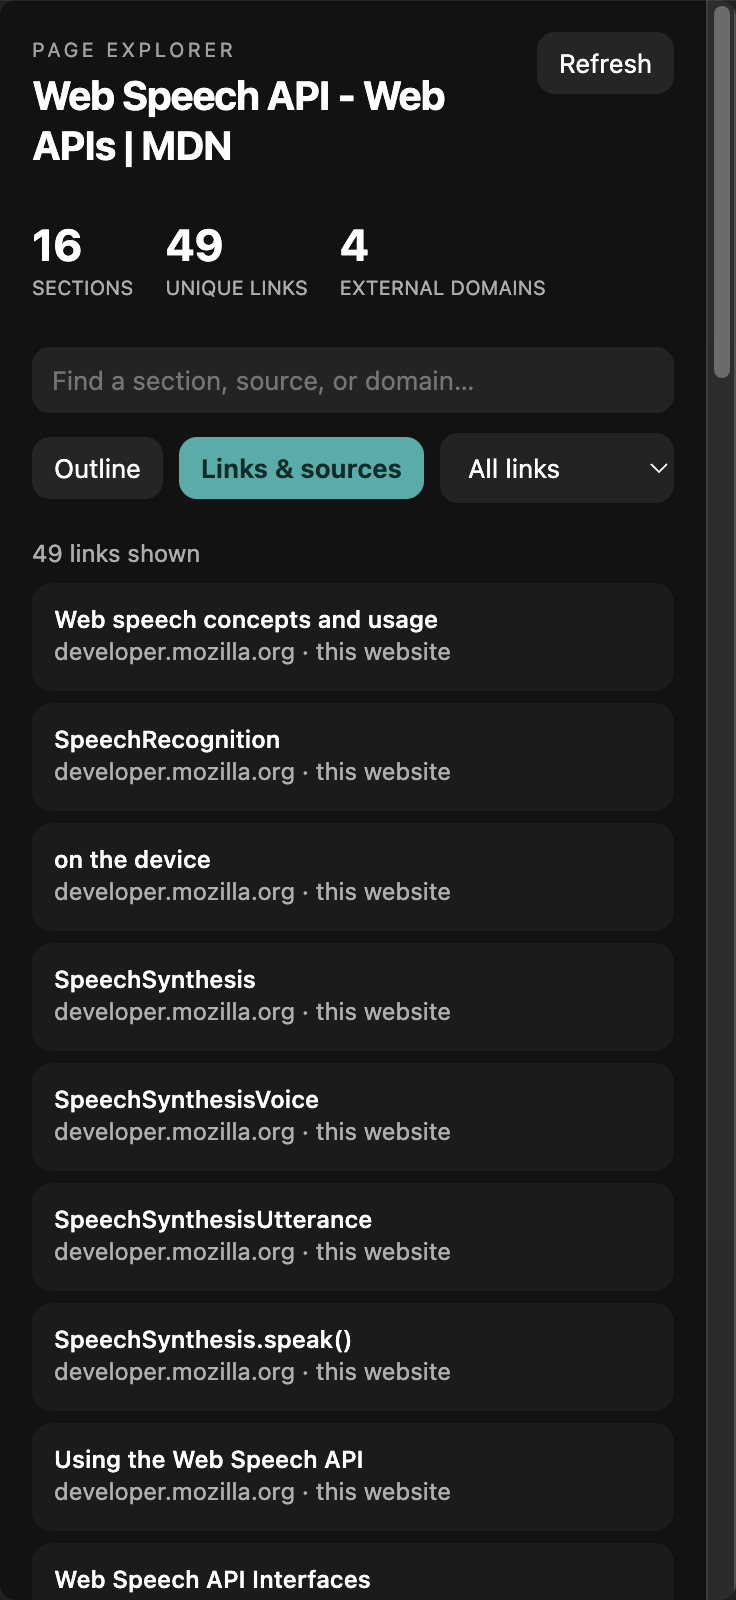 PAGE EXPLORER
Refresh
Web Speech API - Web
APIs | MDN
16
SECTIONS
49
UNIQUE LINKS
4
EXTERNAL DOMAINS
Find a section, source, or domain...
Outline
Links & sources
All links
49 links shown
Web speech concepts and usage
developer.mozilla.org · this website
SpeechRecognition
developer.mozilla.org · this website
on the device
developer.mozilla.org · this website
SpeechSynthesis
developer.mozilla.org · this website
SpeechSynthesisVoice
developer.mozilla.org · this website
SpeechSynthesisUtterance
developer.mozilla.org · this website
SpeechSynthesis.speak()
developer.mozilla.org · this website
Using the Web Speech API
developer.mozilla.org · this website
Web Speech API Interfaces